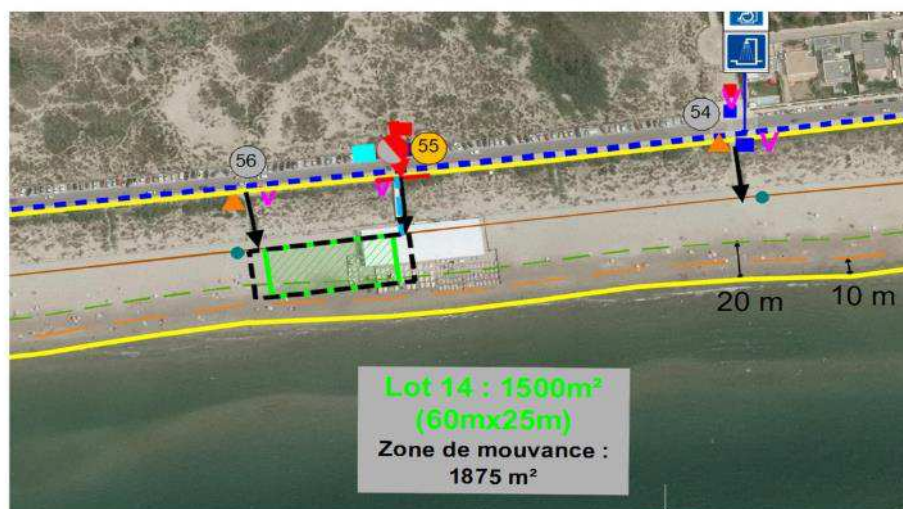 54
55
56
20 m
10 m
Lot 14 : 1500m²
(60mx25m)
Zone de mouvance :
1875 m²